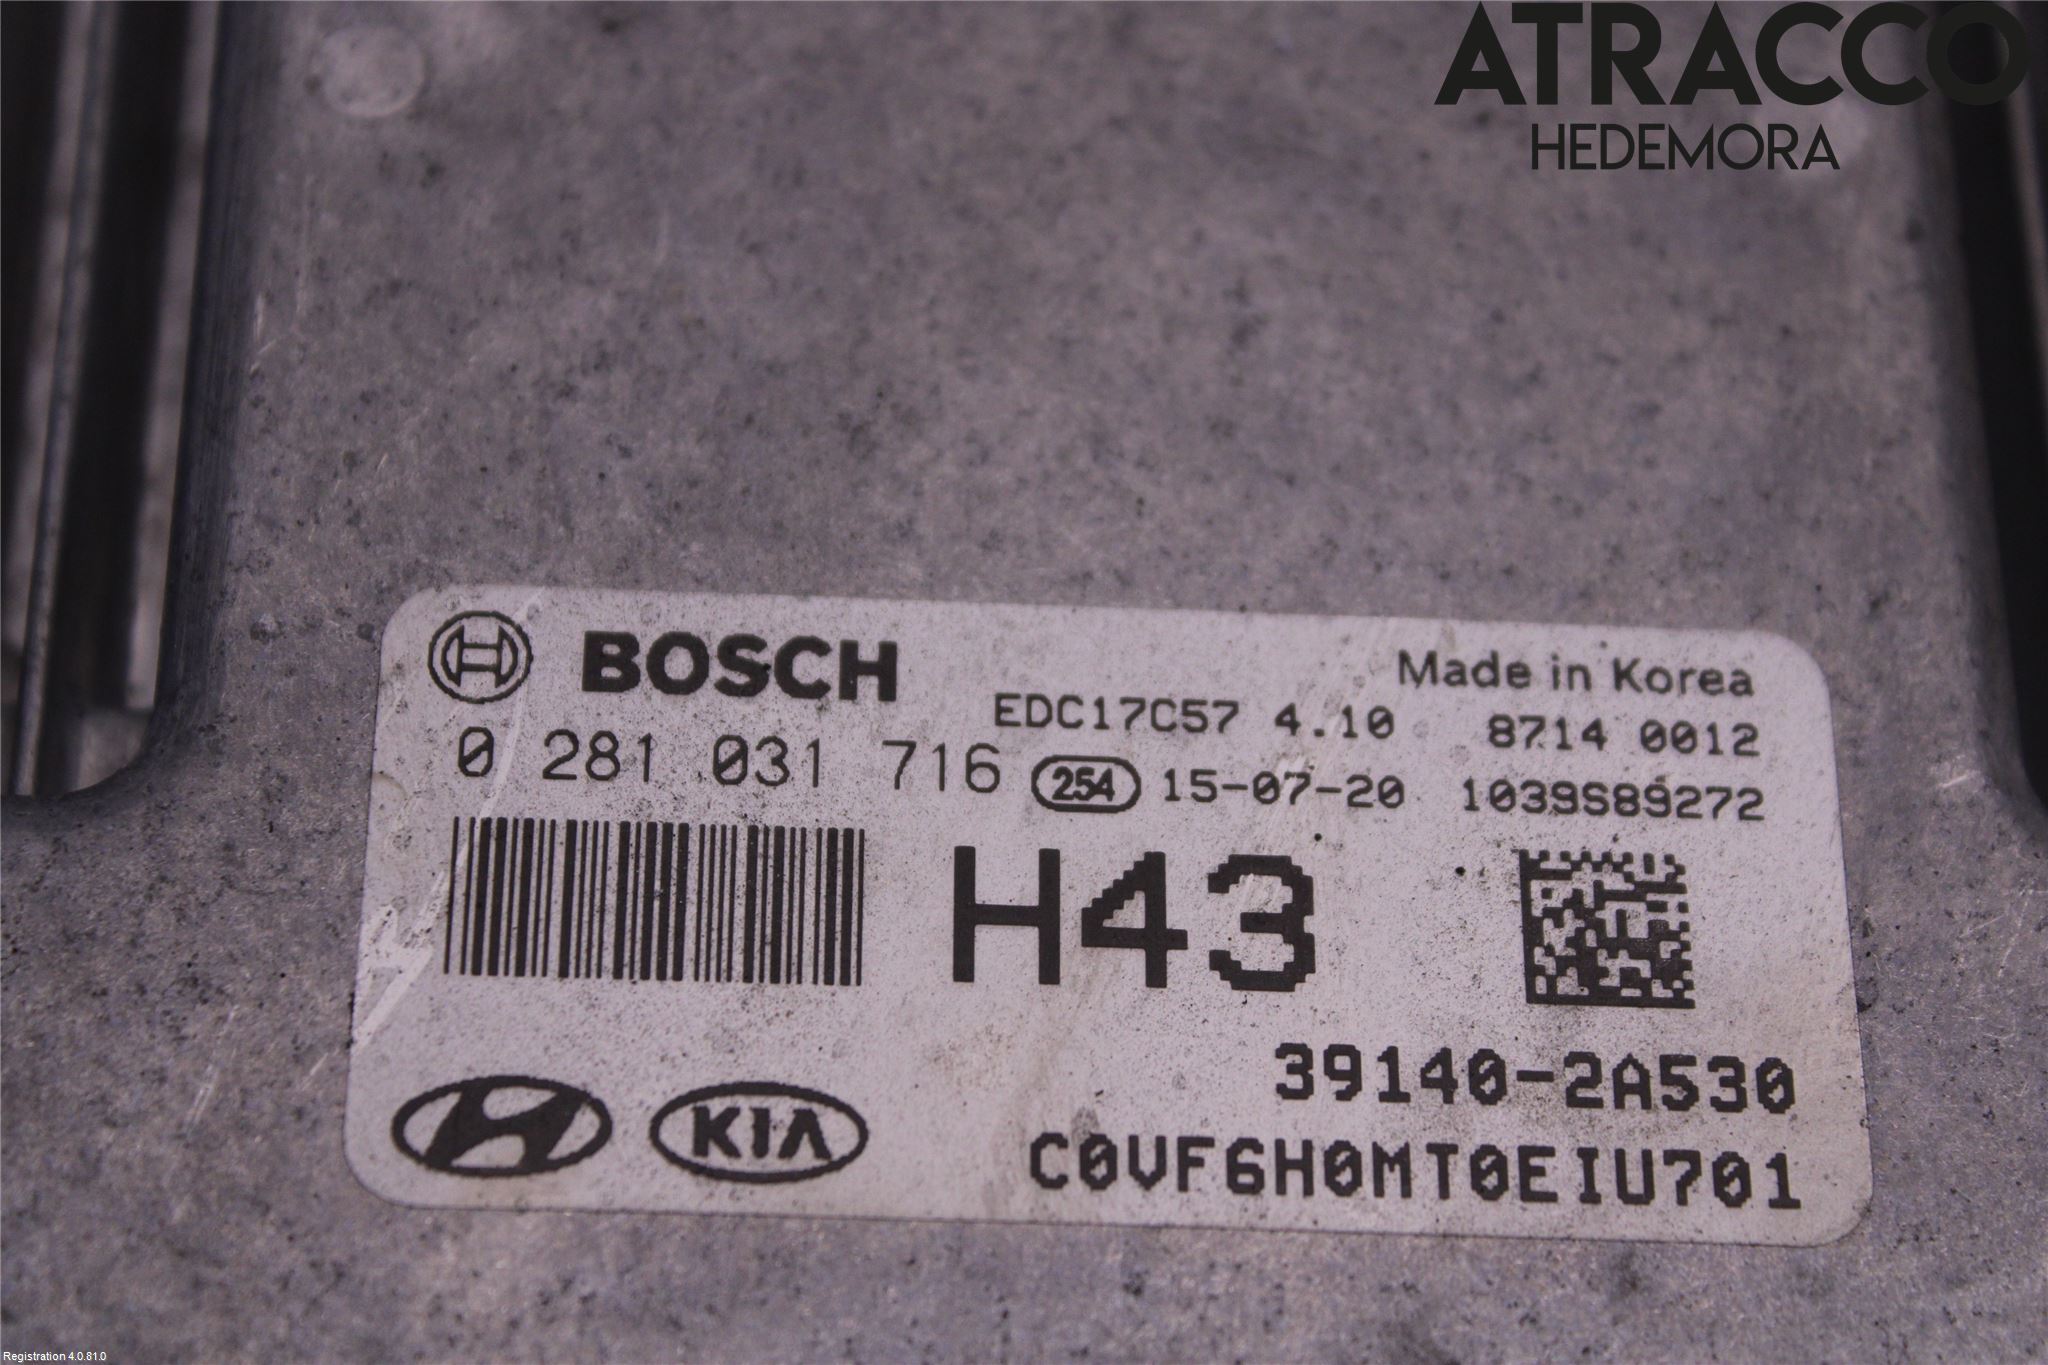 ATRACCO
HEDEMORA
BOSCH
Made in Korea
EDC17C57 4.10 8714 0012
0 281 031 716 254 15-07-20 1039S89272
H43
39140-2A530
KIA
C0VF6H0MT0EIU701
Registration 4.0.81.0